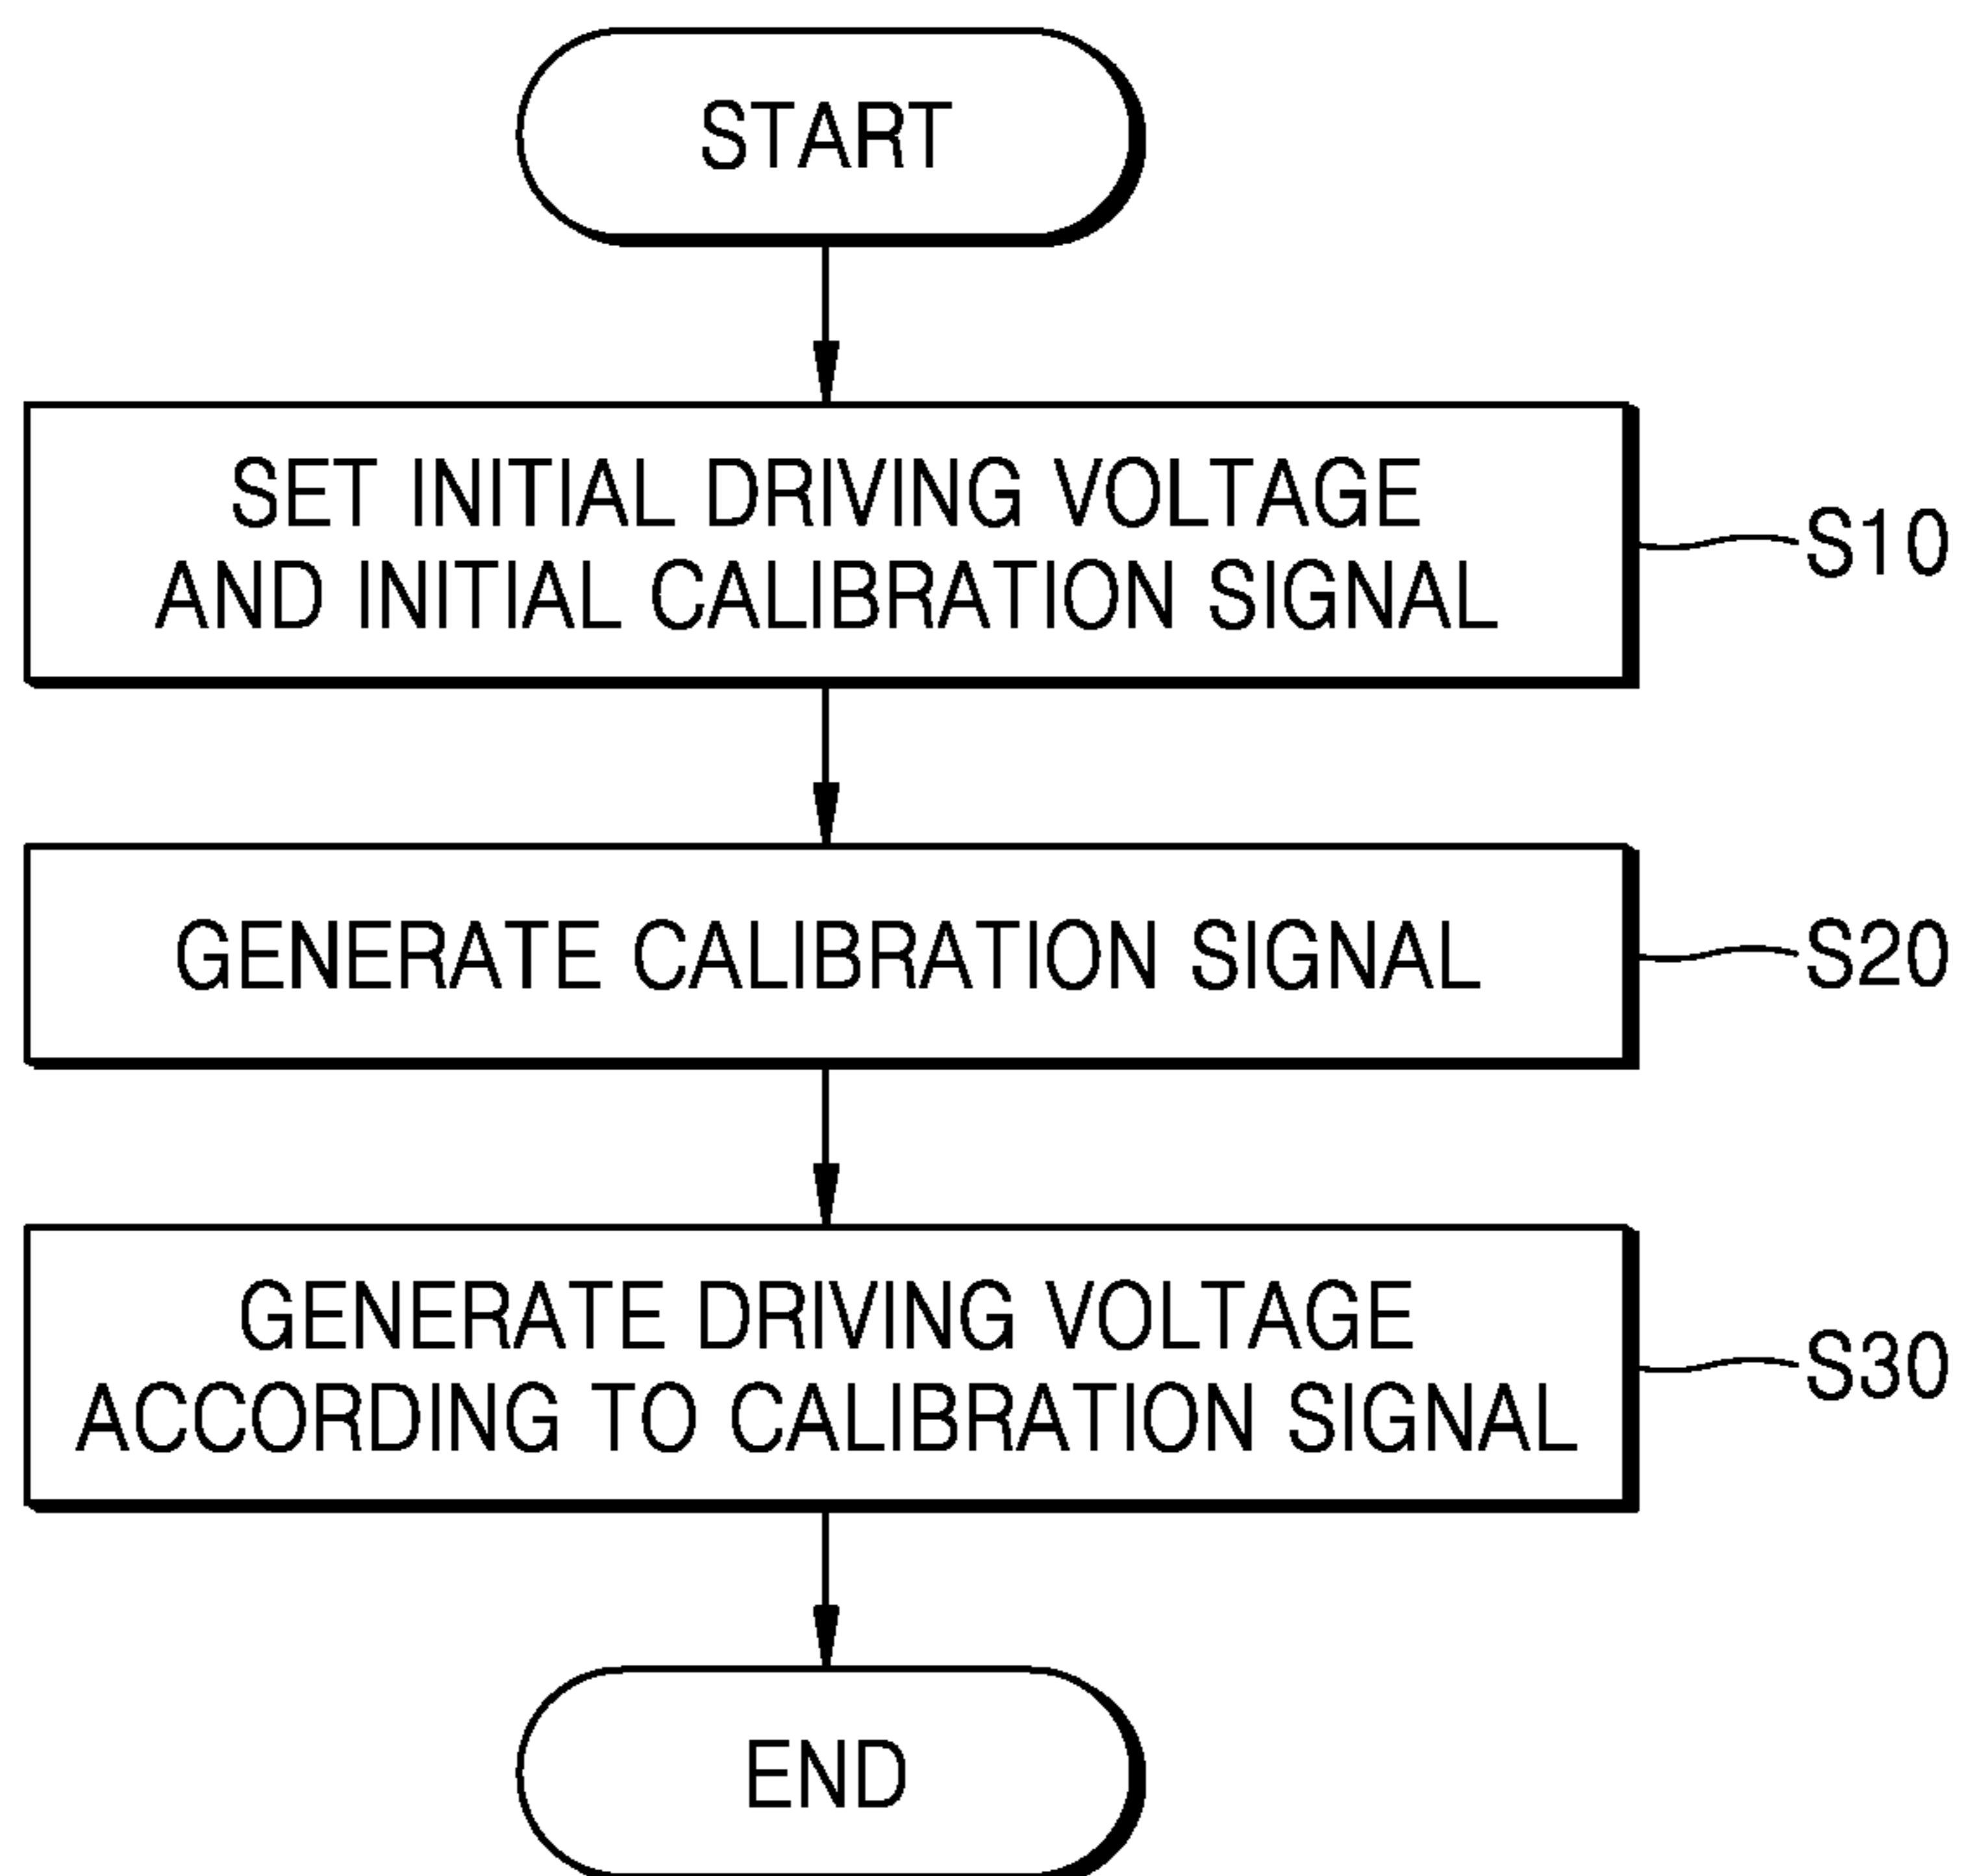 START
SET INITIAL DRIVING VOLTAGE
AND INITIAL CALIBRATION SIGNAL
S10
GENERATE CALIBRATION SIGNAL
S20
GENERATE DRIVING VOLTAGE
ACCORDING TO CALIBRATION SIGNAL
S30
END